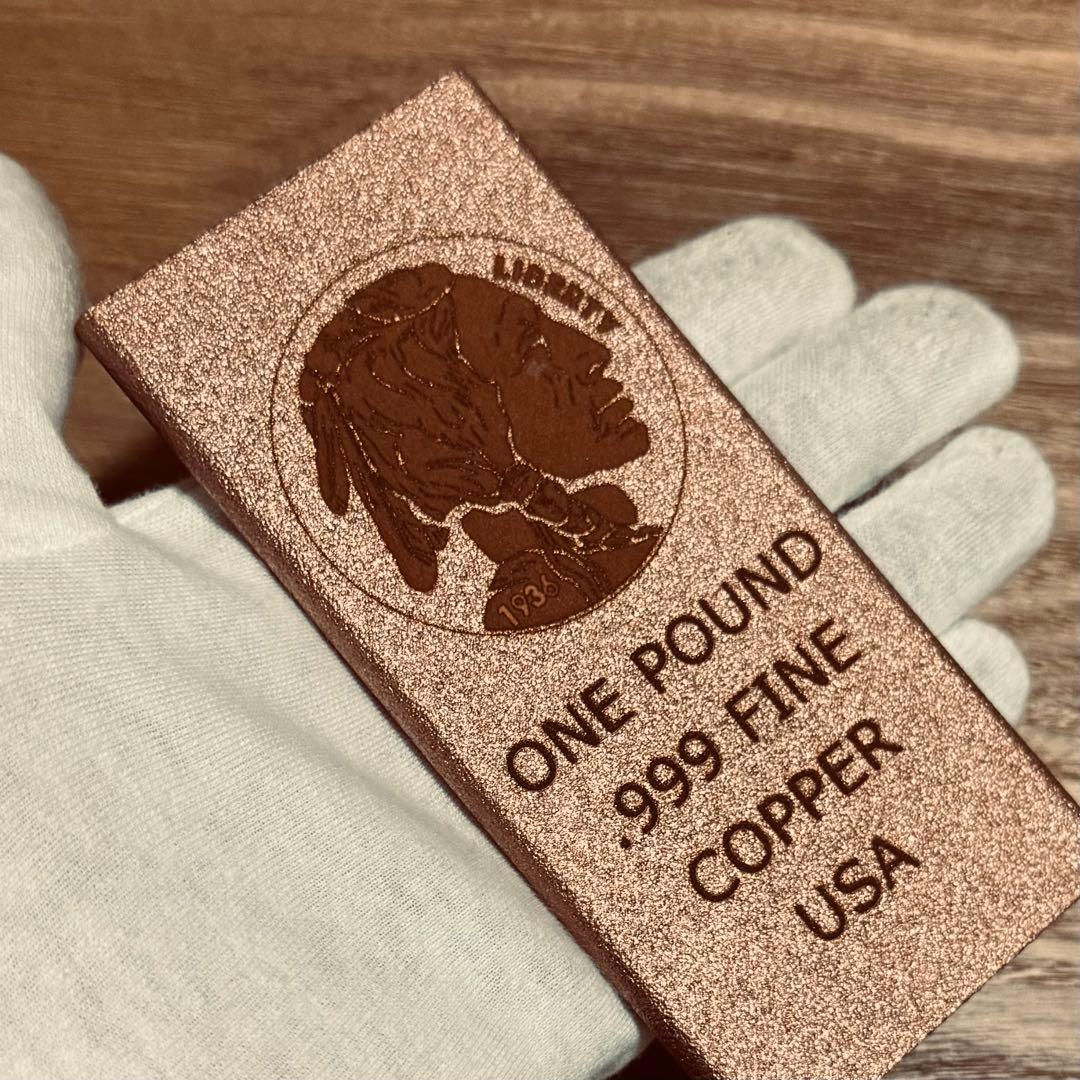 LIBERTY
1936
ONE POUND
.999 FINE
COPPER
USA